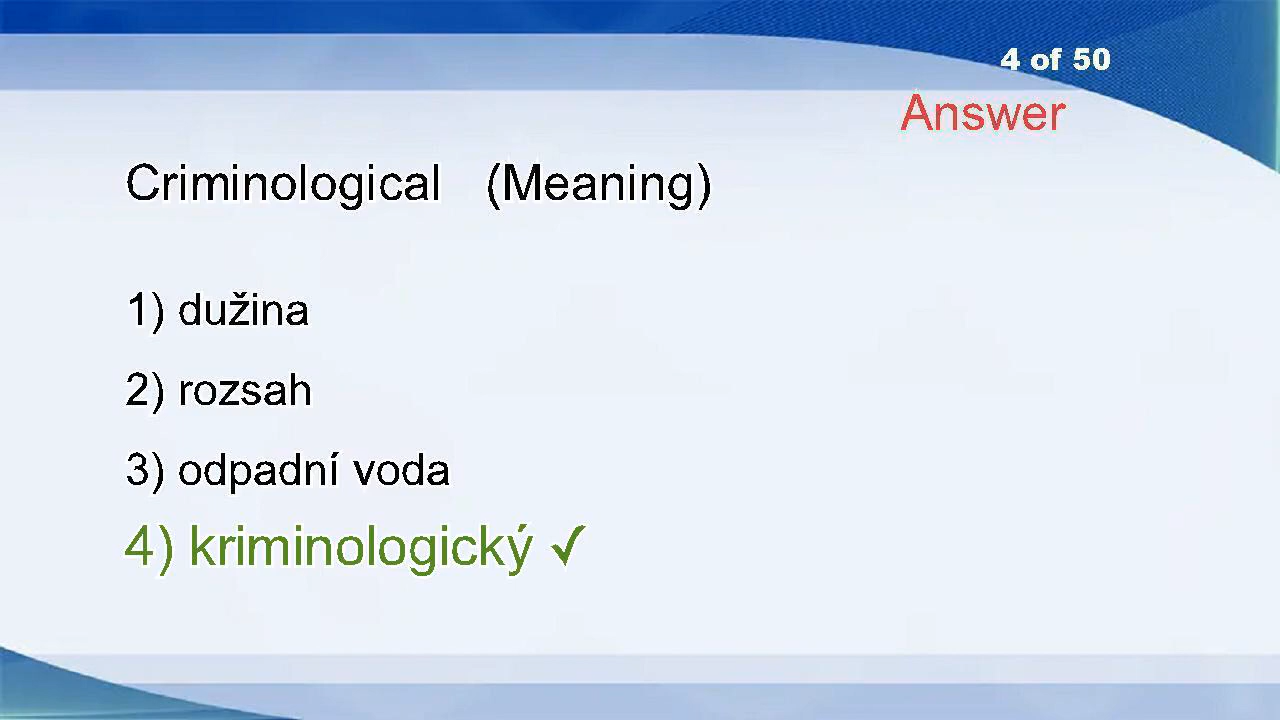 4 of 50
Answer
Criminological (Meaning)
1) dužina
2) rozsah
3) odpadní voda
4) kriminologický ✓